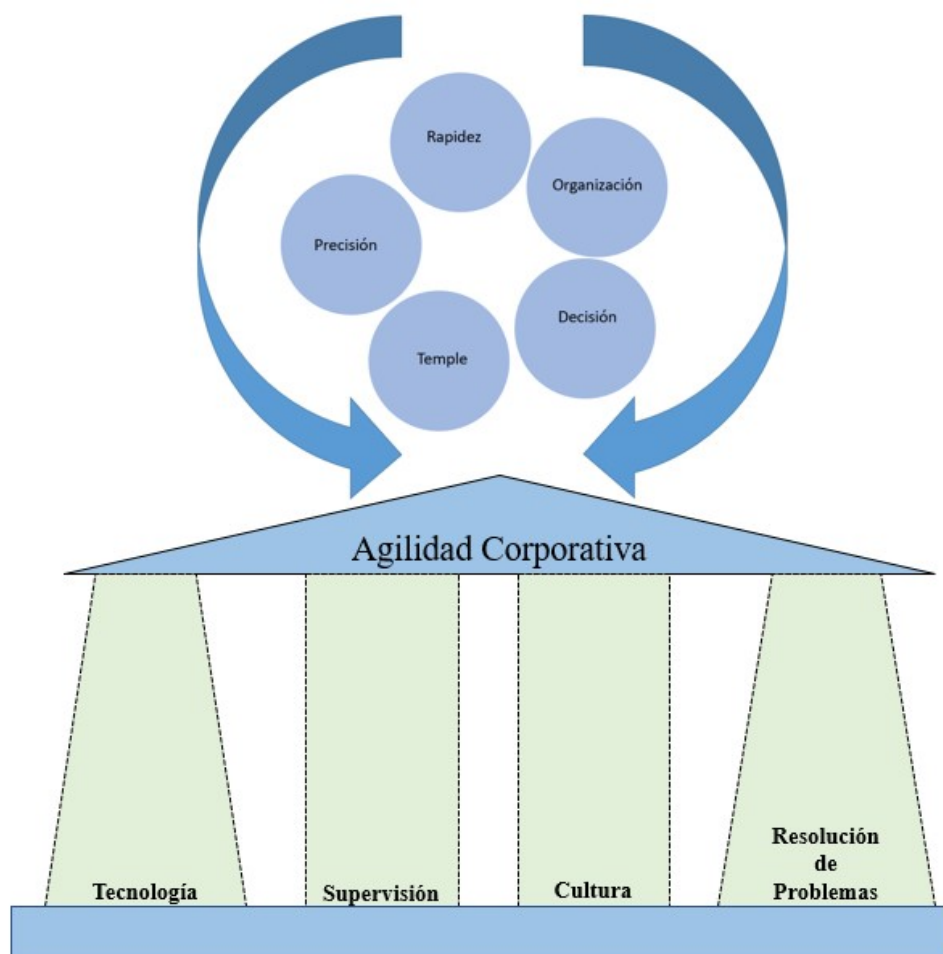 Rapidez
Organización
Precisión
Decisión
Temple
Agilidad Corporativa
Tecnología
Supervisión
Cultura
Resolución
de
Problemas